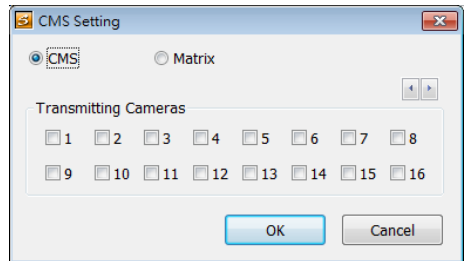 CMS Setting
CMS Matrix
Transmitting Cameras
1 2 3 4 5 6 7 8
9 10 11 12 13 14 15 16
OK Cancel